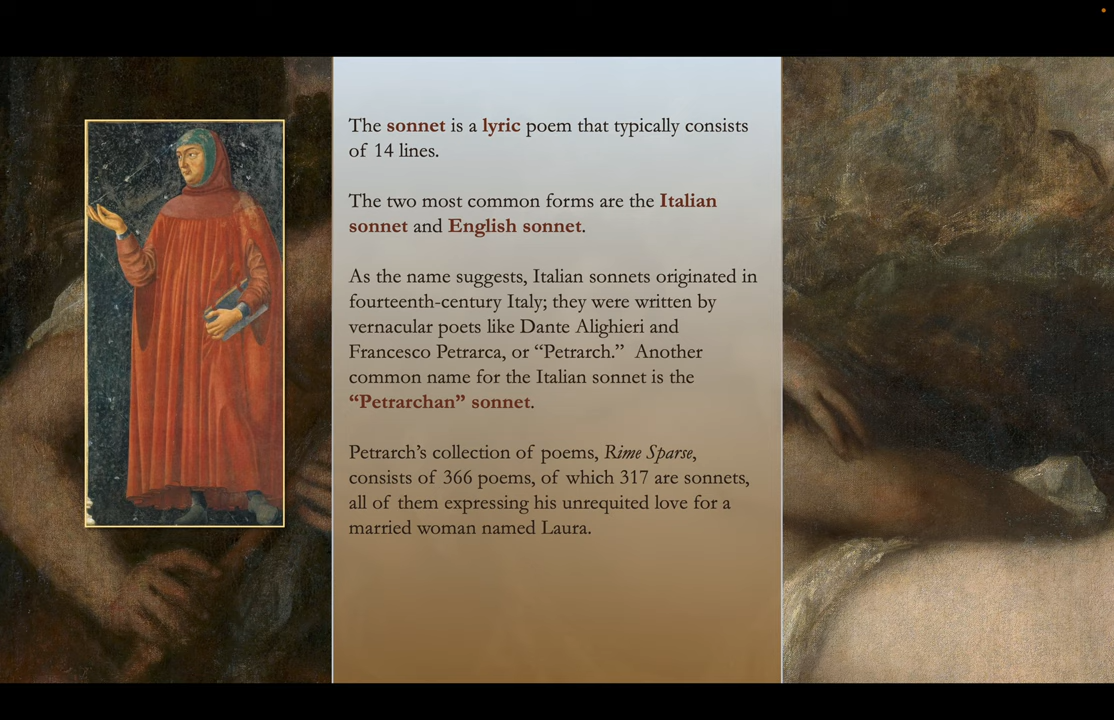 The sonnet is a lyric poem that typically consists
of 14 lines.
The two most common forms are the Italian
sonnet and English sonnet.
As the name suggests, Italian sonnets originated in
fourteenth-century Italy; they were written by
vernacular poets like Dante Alighieri and
Francesco Petrarca, or “Petrarch.”  Another
common name for the Italian sonnet is the
“Petrarchan” sonnet.
Petrarch’s collection of poems, Rime Sparse,
consists of 366 poems, of which 317 are sonnets,
all of them expressing his unrequited love for a
married woman named Laura.